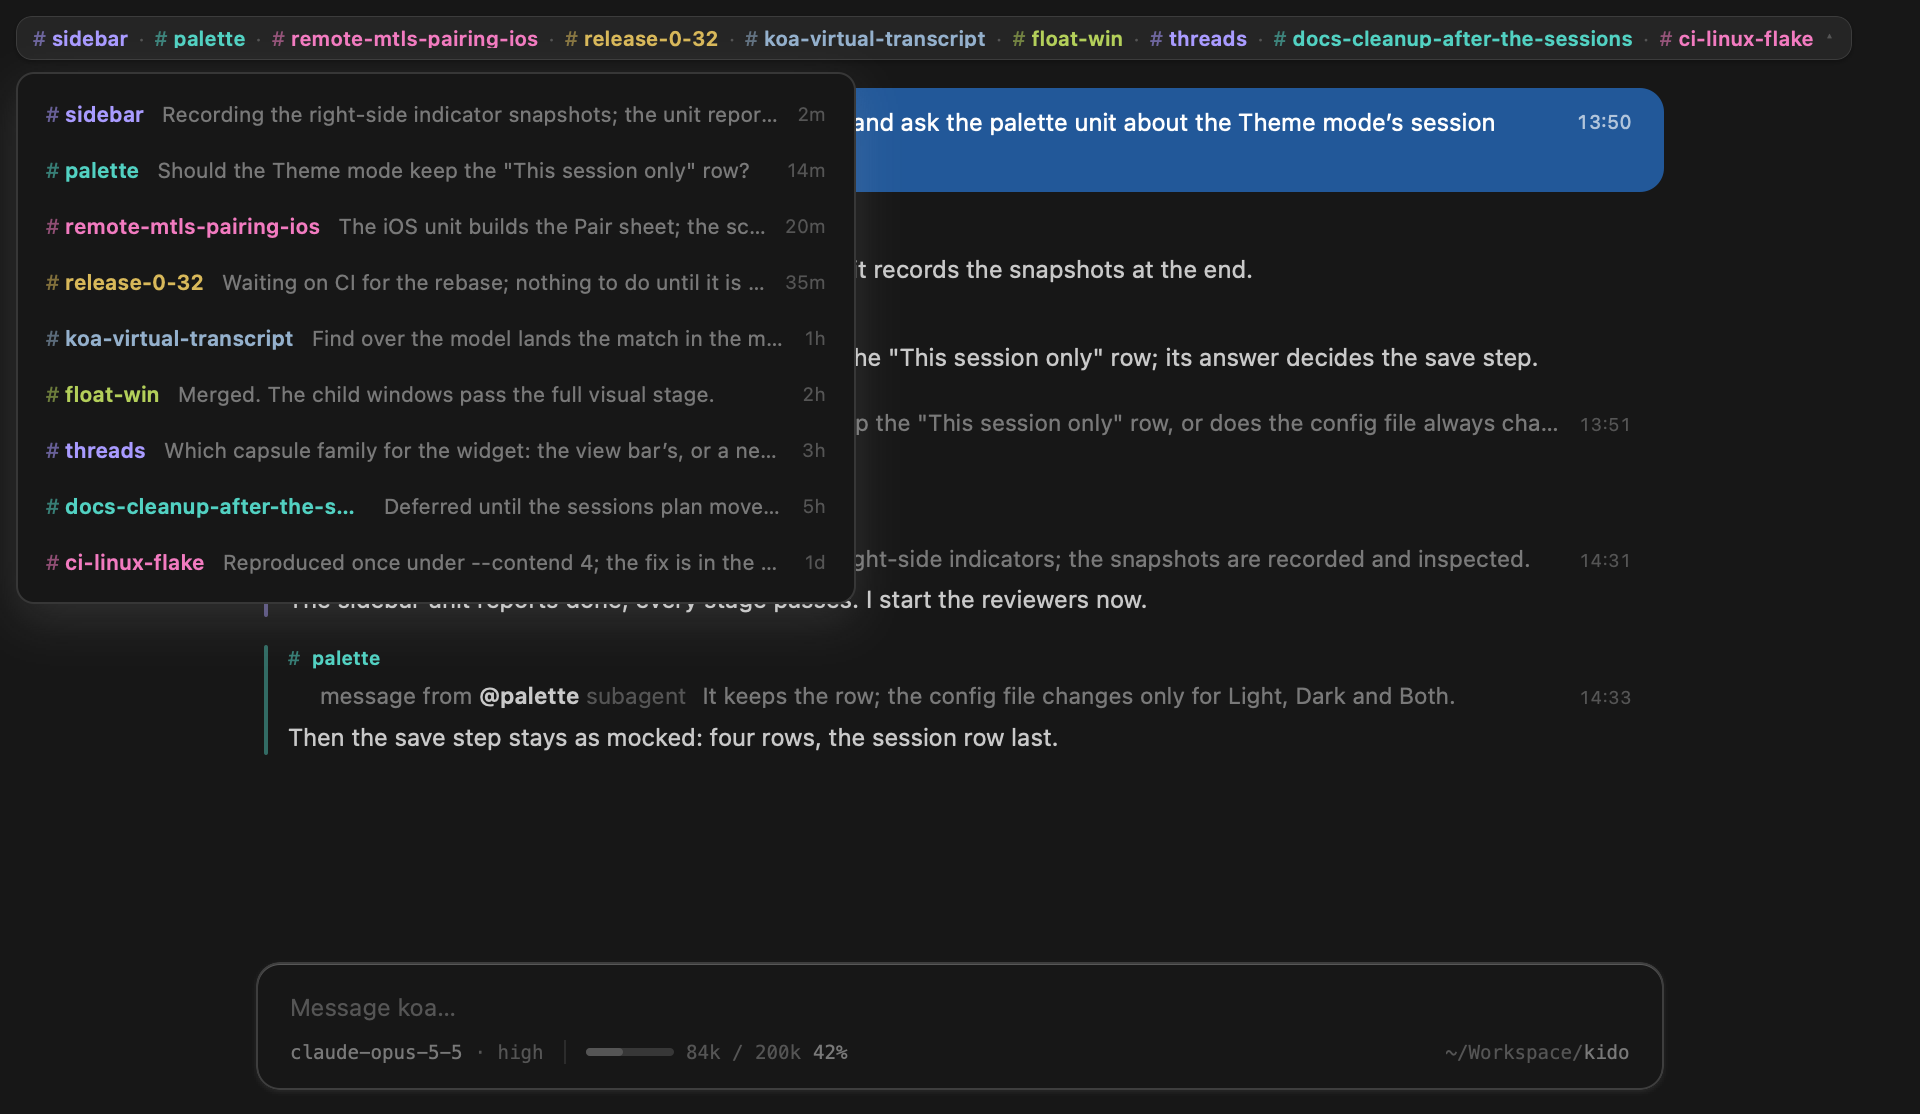 # sidebar · # palette · # remote-mtls-pairing-ios · # release-0-32 · # koa-virtual-transcript · # float-win · # threads · # docs-cleanup-after-the-sessions · # ci-linux-flake
# sidebar Recording the right-side indicator snapshots; the unit repor... 2m
and ask the palette unit about the Theme mode’s session 13:50
# palette Should the Theme mode keep the "This session only" row? 14m
# remote-mtls-pairing-ios The iOS unit builds the Pair sheet; the sc... 20m
# release-0-32 Waiting on CI for the rebase; nothing to do until it is ... 35m
it records the snapshots at the end.
# koa-virtual-transcript Find over the model lands the match in the m... 1h
the "This session only" row; its answer decides the save step.
# float-win Merged. The child windows pass the full visual stage. 2h
p the "This session only" row, or does the config file always cha... 13:51
# threads Which capsule family for the widget: the view bar’s, or a ne... 3h
# docs-cleanup-after-the-s... Deferred until the sessions plan move... 5h
# ci-linux-flake Reproduced once under --contend 4; the fix is in the ... 1d
ght-side indicators; the snapshots are recorded and inspected. 14:31
The sidebar unit reports done; every stage passes. I start the reviewers now.
# palette
message from @palette subagent It keeps the row; the config file changes only for Light, Dark and Both. 14:33
Then the save step stays as mocked: four rows, the session row last.
Message koa...
claude-opus-5-5 · high 84k / 200k 42% ~/Workspace/kido